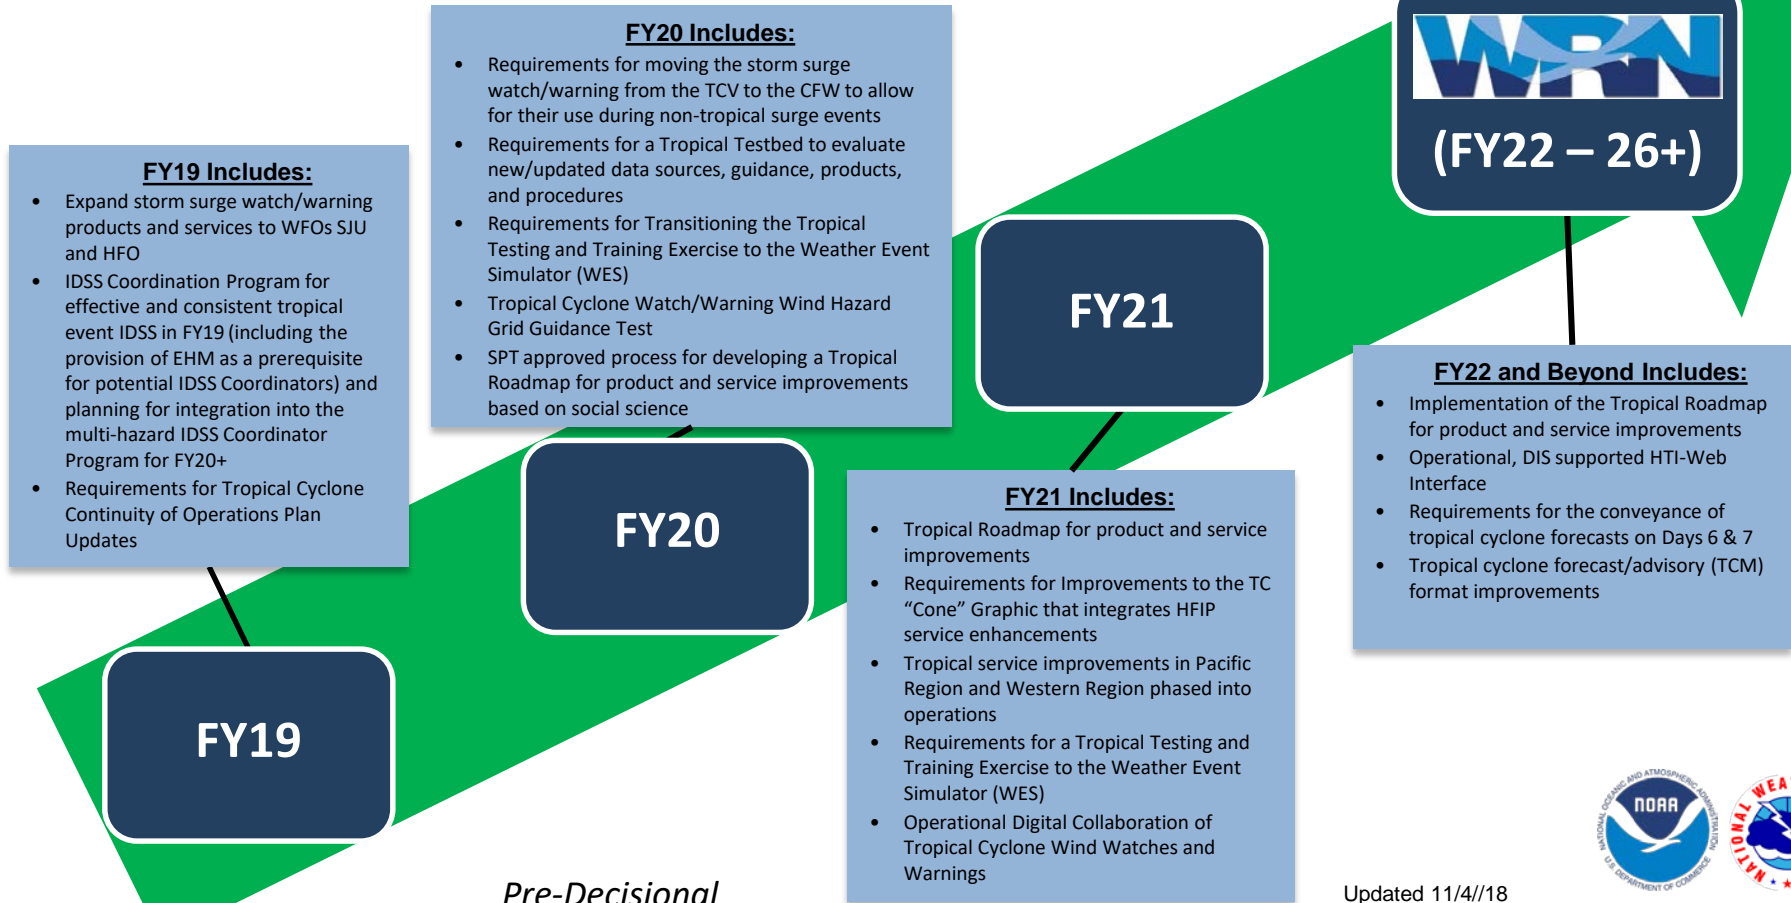 FY19 Includes:
• Expand storm surge watch/warning
products and services to WFOs SJU
and HFO
• IDSS Coordination Program for
effective and consistent tropical
event IDSS in FY19 (including the
provision of EHM as a prerequisite
for potential IDSS Coordinators) and
planning for integration into the
multi-hazard IDSS Coordinator
Program for FY20+
• Requirements for Tropical Cyclone
Continuity of Operations Plan
Updates
FY19
FY20 Includes:
• Requirements for moving the storm surge
watch/warning from the TCV to the CFW to allow
for their use during non-tropical surge events
• Requirements for a Tropical Testbed to evaluate
new/updated data sources, guidance, products,
and procedures
• Requirements for Transitioning the Tropical
Testing and Training Exercise to the Weather Event
Simulator (WES)
• Tropical Cyclone Watch/Warning Wind Hazard
Grid Guidance Test
• SPT approved process for developing a Tropical
Roadmap for product and service improvements
based on social science
FY20
FY21
FY21 Includes:
• Tropical Roadmap for product and service
improvements
• Requirements for Improvements to the TC
“Cone” Graphic that integrates HFIP
service enhancements
• Tropical service improvements in Pacific
Region and Western Region phased into
operations
• Requirements for a Tropical Testing and
Training Exercise to the Weather Event
Simulator (WES)
• Operational Digital Collaboration of
Tropical Cyclone Wind Watches and
Warnings
WRN
(FY22 – 26+)
FY22 and Beyond Includes:
• Implementation of the Tropical Roadmap
for product and service improvements
• Operational, DIS supported HTI-Web
Interface
• Requirements for the conveyance of
tropical cyclone forecasts on Days 6 & 7
• Tropical cyclone forecast/advisory (TCM)
format improvements
Pre-Decisional
Updated 11/4//18
NATIONAL OCEANIC AND ATMOSPHERIC ADMINISTRATION
NOAA
U.S. DEPARTMENT OF COMMERCE
NATIONAL WEA